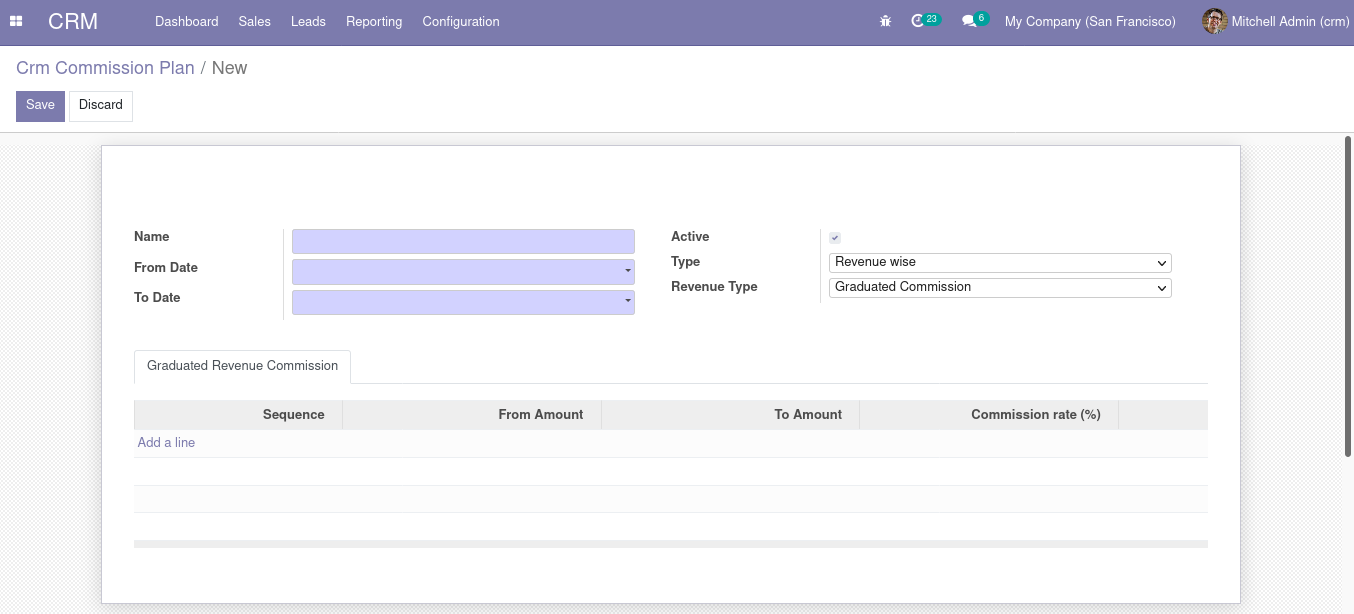 CRM Dashboard Sales Leads Reporting Configuration 23 6 My Company (San Francisco) Mitchell Admin (crm)
Crm Commission Plan / New
Save Discard
Name Active
Type Revenue wise
From Date
Revenue Type Graduated Commission
To Date
Graduated Revenue Commission
Sequence From Amount To Amount Commission rate (%)
Add a line